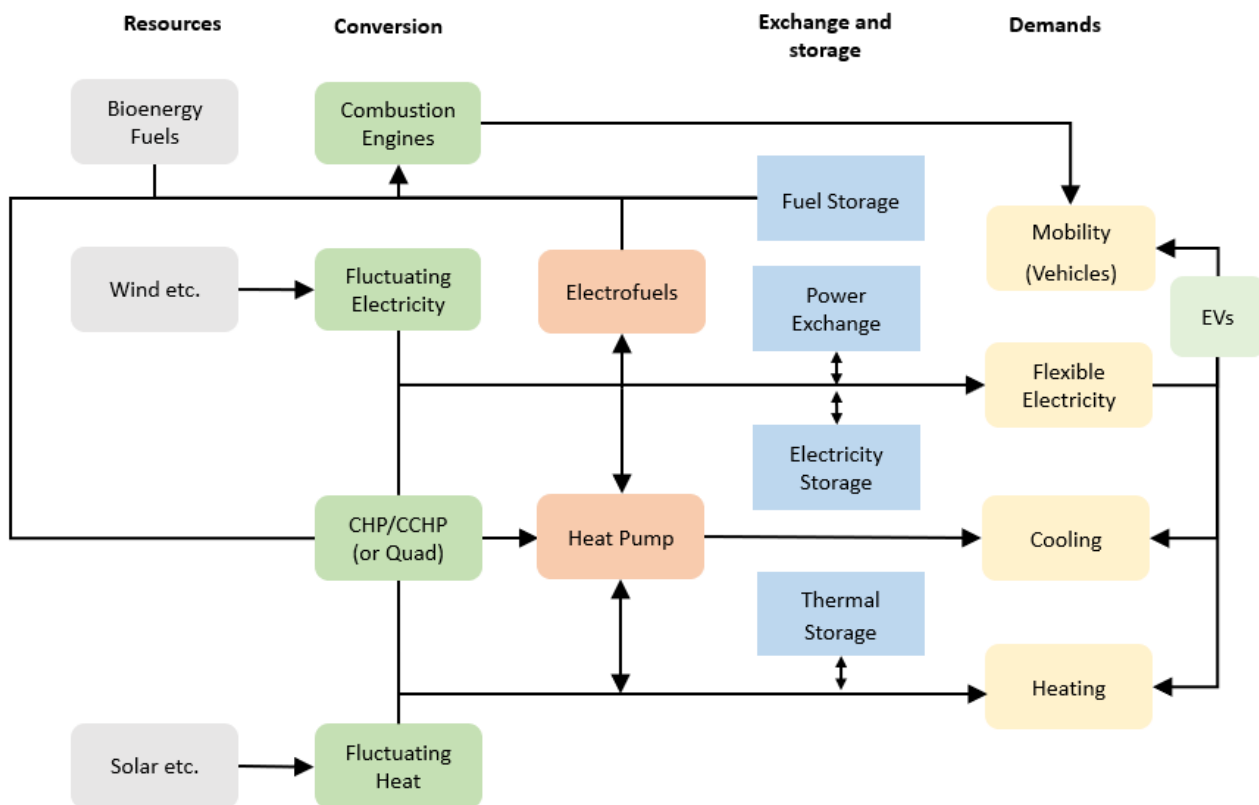 Resources
Conversion
Exchange and
storage
Demands
Bioenergy
Fuels
Combustion
Engines
Fuel Storage
Mobility
(Vehicles)
Wind etc.
Fluctuating
Electricity
Electrofuels
Power
Exchange
EVs
Flexible
Electricity
Electricity
Storage
CHP/CCHP
(or Quad)
Heat Pump
Cooling
Thermal
Storage
Heating
Solar etc.
Fluctuating
Heat